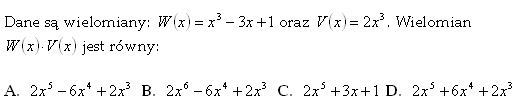 Dane są wielomiany: W(x) = x³ − 3x + 1 oraz V(x) = 2x³. Wielomian
W(x)·V(x) jest równy:
A. 2x⁵ − 6x⁴ + 2x³ B. 2x⁶ − 6x⁴ + 2x³ C. 2x⁵ + 3x + 1 D. 2x⁵ + 6x⁴ + 2x³